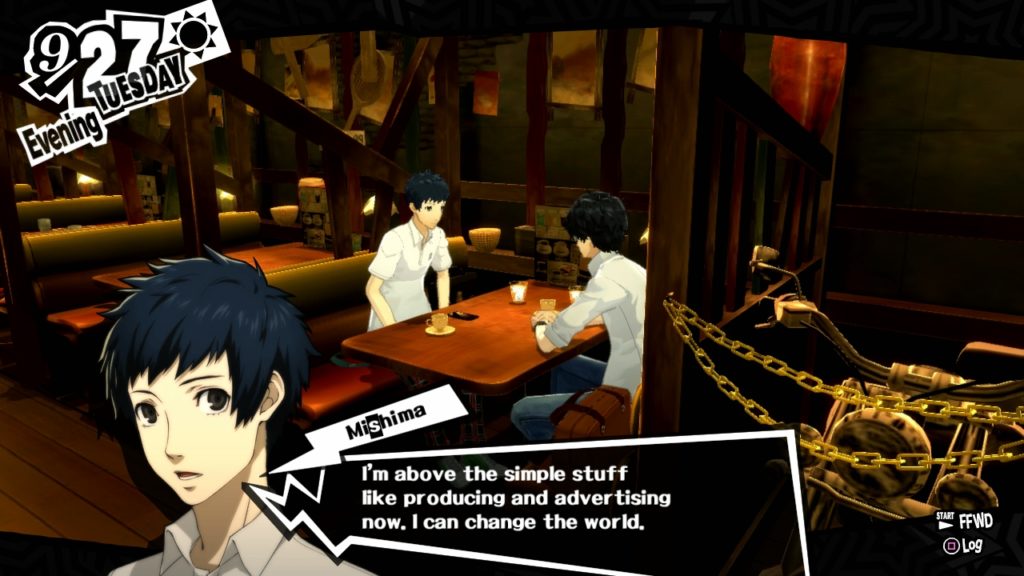 9/27
TUESDAY
Evening
Mishima
I'm above the simple stuff
like producing and advertising
now. I can change the world.
START FFWD
Log